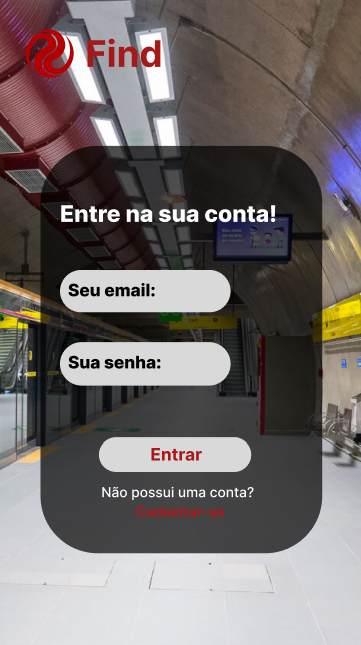 Find
Entre na sua conta!
Seu email:
Sua senha:
Entrar
Não possui uma conta?
Cadastrar-se